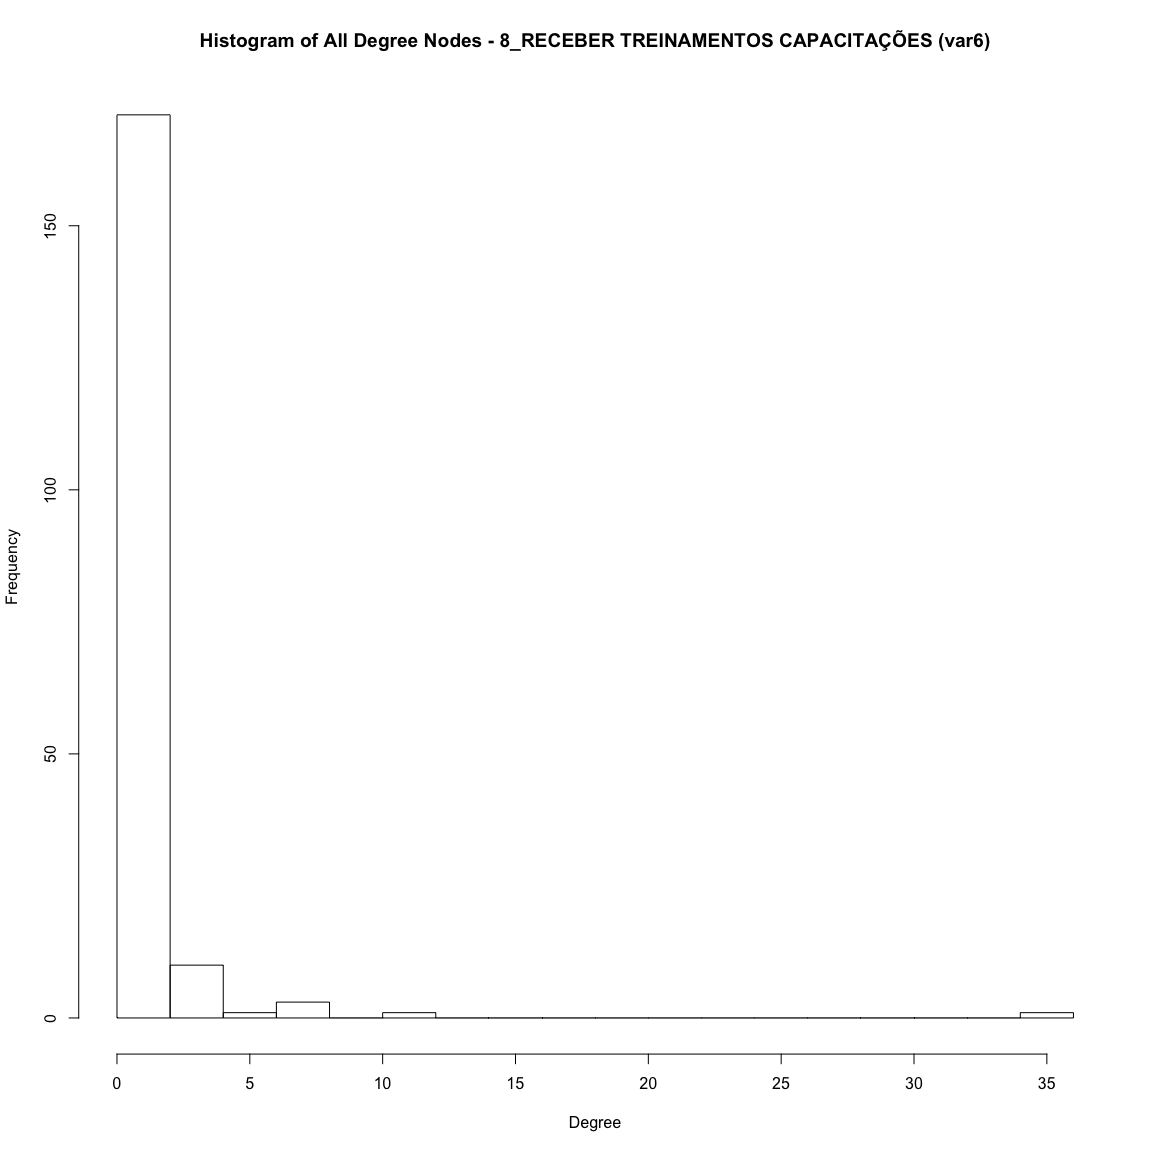 Histogram of All Degree Nodes - 8_RECEBER TREINAMENTOS CAPACITAÇÕES (var6)
Frequency
150
100
50
0
0 5 10 15 20 25 30 35
Degree